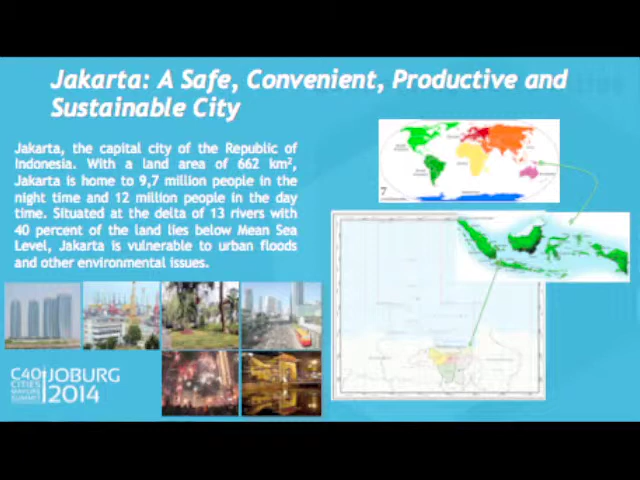 Jakarta: A Safe, Convenient, Productive and
Sustainable City
Jakarta, the capital city of the Republic of
Indonesia. With a land area of 662 km²,
Jakarta is home to 9,7 million people in the
night time and 12 million people in the day
time. Situated at the delta of 13 rivers with
40 percent of the land lies below Mean Sea
Level, Jakarta is vulnerable to urban floods
and other environmental issues.
7
C40
CITIES
MAYORS
SUMMIT
JOBURG
2014